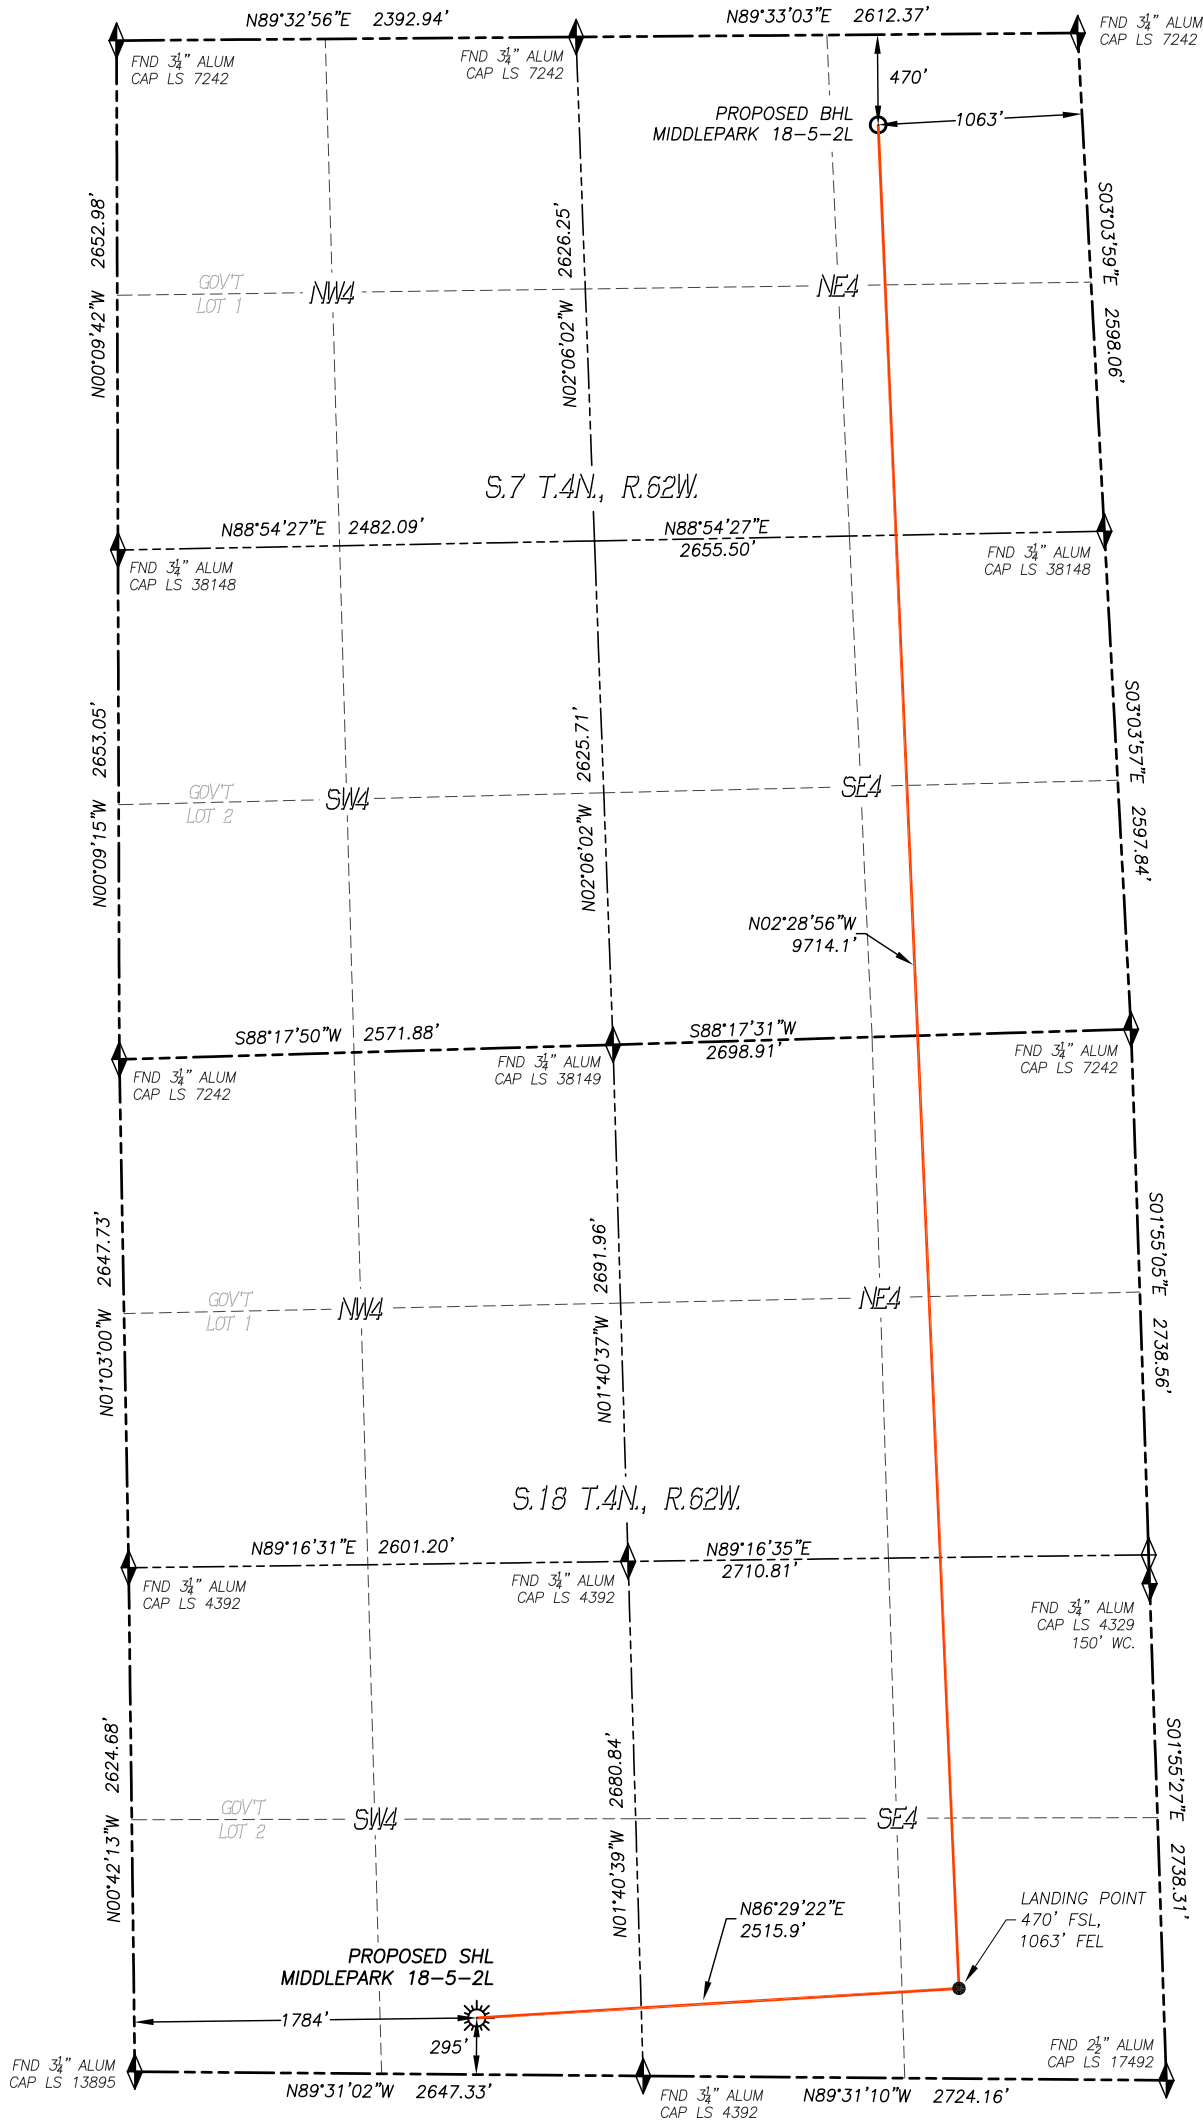 N89°32'56"E 2392.94'
N89°33'03"E 2612.37'
FND 3¼" ALUM
CAP LS 7242
FND 3¼" ALUM
CAP LS 7242
FND 3¼" ALUM
CAP LS 7242
470'
PROPOSED BHL
MIDDLEPARK 18-5-2L
1063'
N00°09'42"W 2652.98'
N02°06'02"W 2626.25'
S03°03'59"E 2598.06'
GOV'T
LOT 1
NW4
NE4
S.7 T.4N., R.62W.
N88°54'27"E 2482.09'
N88°54'27"E
2655.50'
FND 3¼" ALUM
CAP LS 38148
FND 3¼" ALUM
CAP LS 38148
N00°09'15"W 2653.05'
N02°06'02"W 2625.71'
S03°03'57"E 2597.84'
GOV'T
LOT 2
SW4
SE4
N02°28'56"W
9714.1'
S88°17'50"W 2571.88'
S88°17'31"W
2698.91'
FND 3¼" ALUM
CAP LS 7242
FND 3¼" ALUM
CAP LS 38149
FND 3¼" ALUM
CAP LS 7242
N01°03'00"W 2647.73'
N01°40'37"W 2691.96'
S01°55'05"E 2738.56'
GOV'T
LOT 1
NW4
NE4
S.18 T.4N., R.62W.
N89°16'31"E 2601.20'
N89°16'35"E
2710.81'
FND 3¼" ALUM
CAP LS 4392
FND 3¼" ALUM
CAP LS 4392
FND 3¼" ALUM
CAP LS 4329
150' WC.
N00°42'13"W 2624.68'
N01°40'39"W 2680.84'
S01°55'27"E 2738.31'
GOV'T
LOT 2
SW4
SE4
N86°29'22"E
2515.9'
LANDING POINT
470' FSL,
1063' FEL
PROPOSED SHL
MIDDLEPARK 18-5-2L
1784'
295'
FND 3¼" ALUM
CAP LS 13895
N89°31'02"W 2647.33'
FND 3¼" ALUM
CAP LS 4392
N89°31'10"W 2724.16'
FND 2½" ALUM
CAP LS 17492